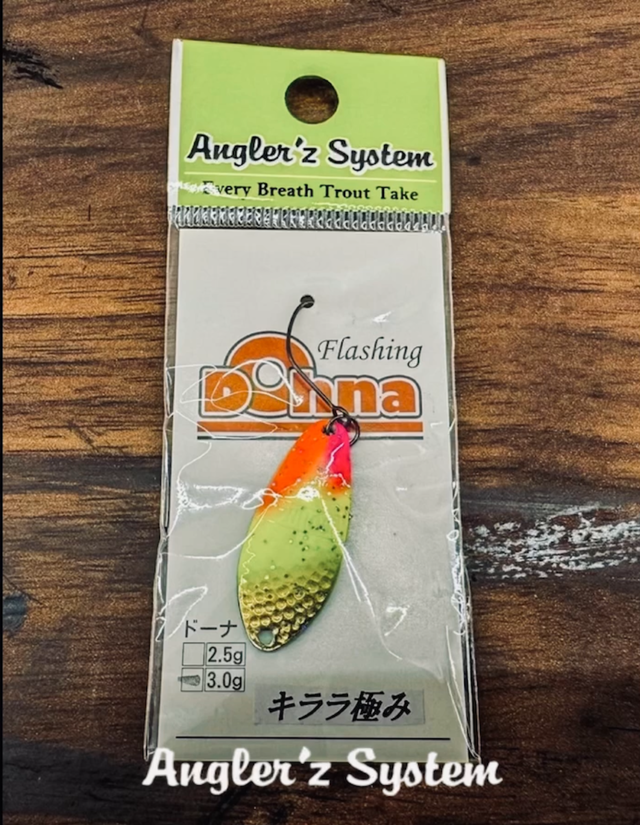 Angler'z System
Every Breath Trout Take
Flashing
Dohna
ドーナ
2.5g
3.0g
キララ極み
Angler'z System